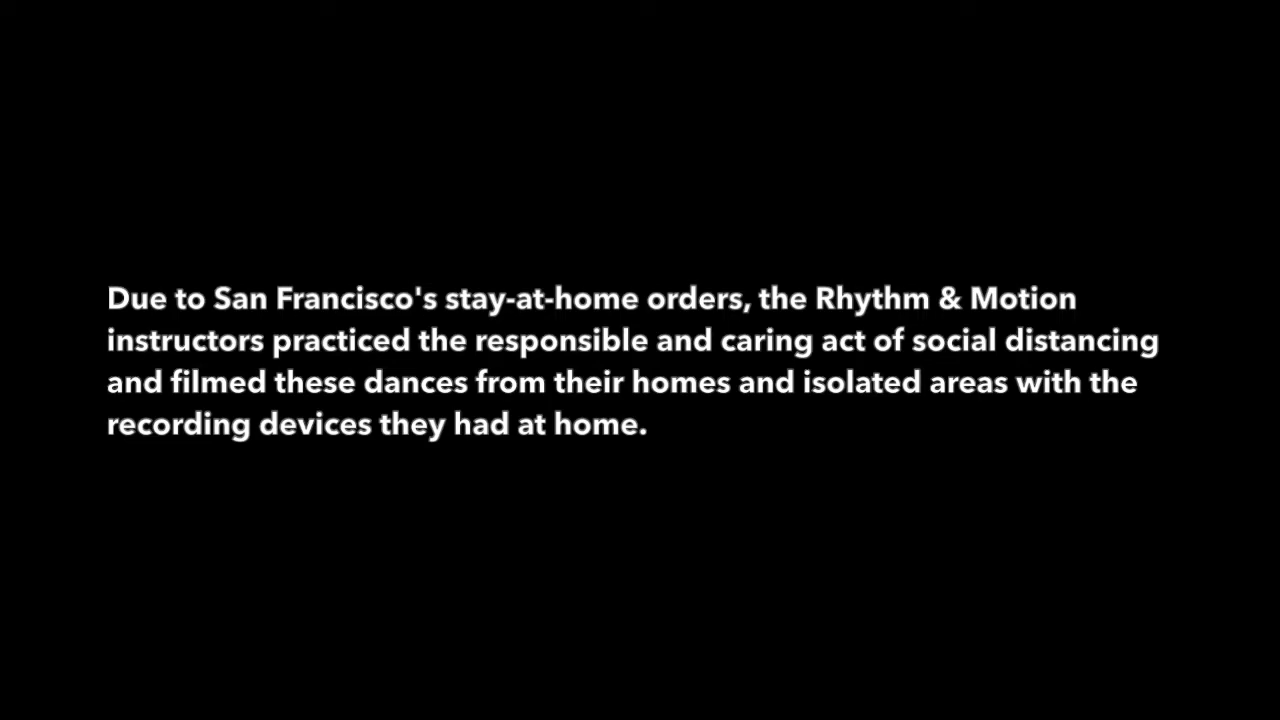 Due to San Francisco's stay-at-home orders, the Rhythm & Motion
instructors practiced the responsible and caring act of social distancing
and filmed these dances from their homes and isolated areas with the
recording devices they had at home.